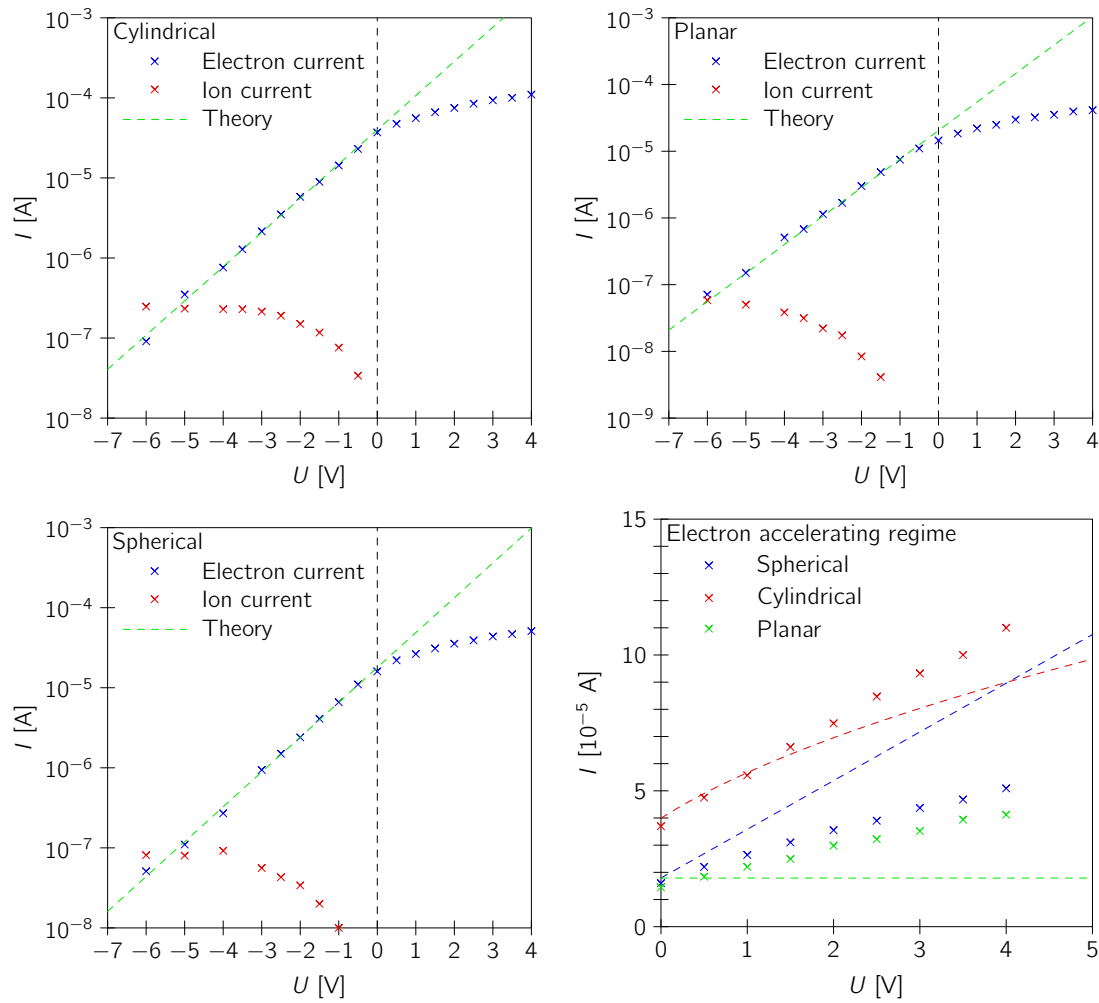 Cylindrical
Electron current
Ion current
Theory
10⁻³
10⁻⁴
10⁻⁵
10⁻⁶
10⁻⁷
10⁻⁸
I [A]
−7 −6 −5 −4 −3 −2 −1 0 1 2 3 4
U [V]
Planar
Electron current
Ion current
Theory
10⁻³
10⁻⁴
10⁻⁵
10⁻⁶
10⁻⁷
10⁻⁸
10⁻⁹
I [A]
−7 −6 −5 −4 −3 −2 −1 0 1 2 3 4
U [V]
Spherical
Electron current
Ion current
Theory
10⁻³
10⁻⁴
10⁻⁵
10⁻⁶
10⁻⁷
10⁻⁸
I [A]
−7 −6 −5 −4 −3 −2 −1 0 1 2 3 4
U [V]
Electron accelerating regime
Spherical
Cylindrical
Planar
15
10
5
0
I [10⁻⁵ A]
0 1 2 3 4 5
U [V]